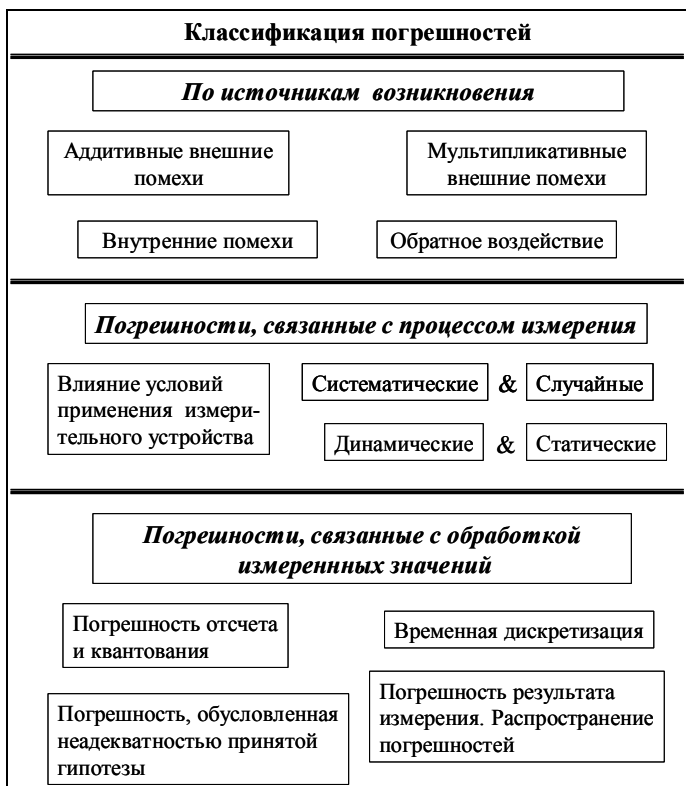 Классификация погрешностей
По источникам возникновения
Аддитивные внешние
помехи
Мультипликативные
внешние помехи
Внутренние помехи
Обратное воздействие
Погрешности, связанные с процессом измерения
Влияние условий
применения измери-
тельного устройства
Систематические & Случайные
Динамические & Статические
Погрешности, связанные с обработкой
измереннных значений
Погрешность отсчета
и квантования
Временная дискретизация
Погрешность, обусловленная
неадекватностью принятой
гипотезы
Погрешность результата
измерения. Распространение
погрешностей